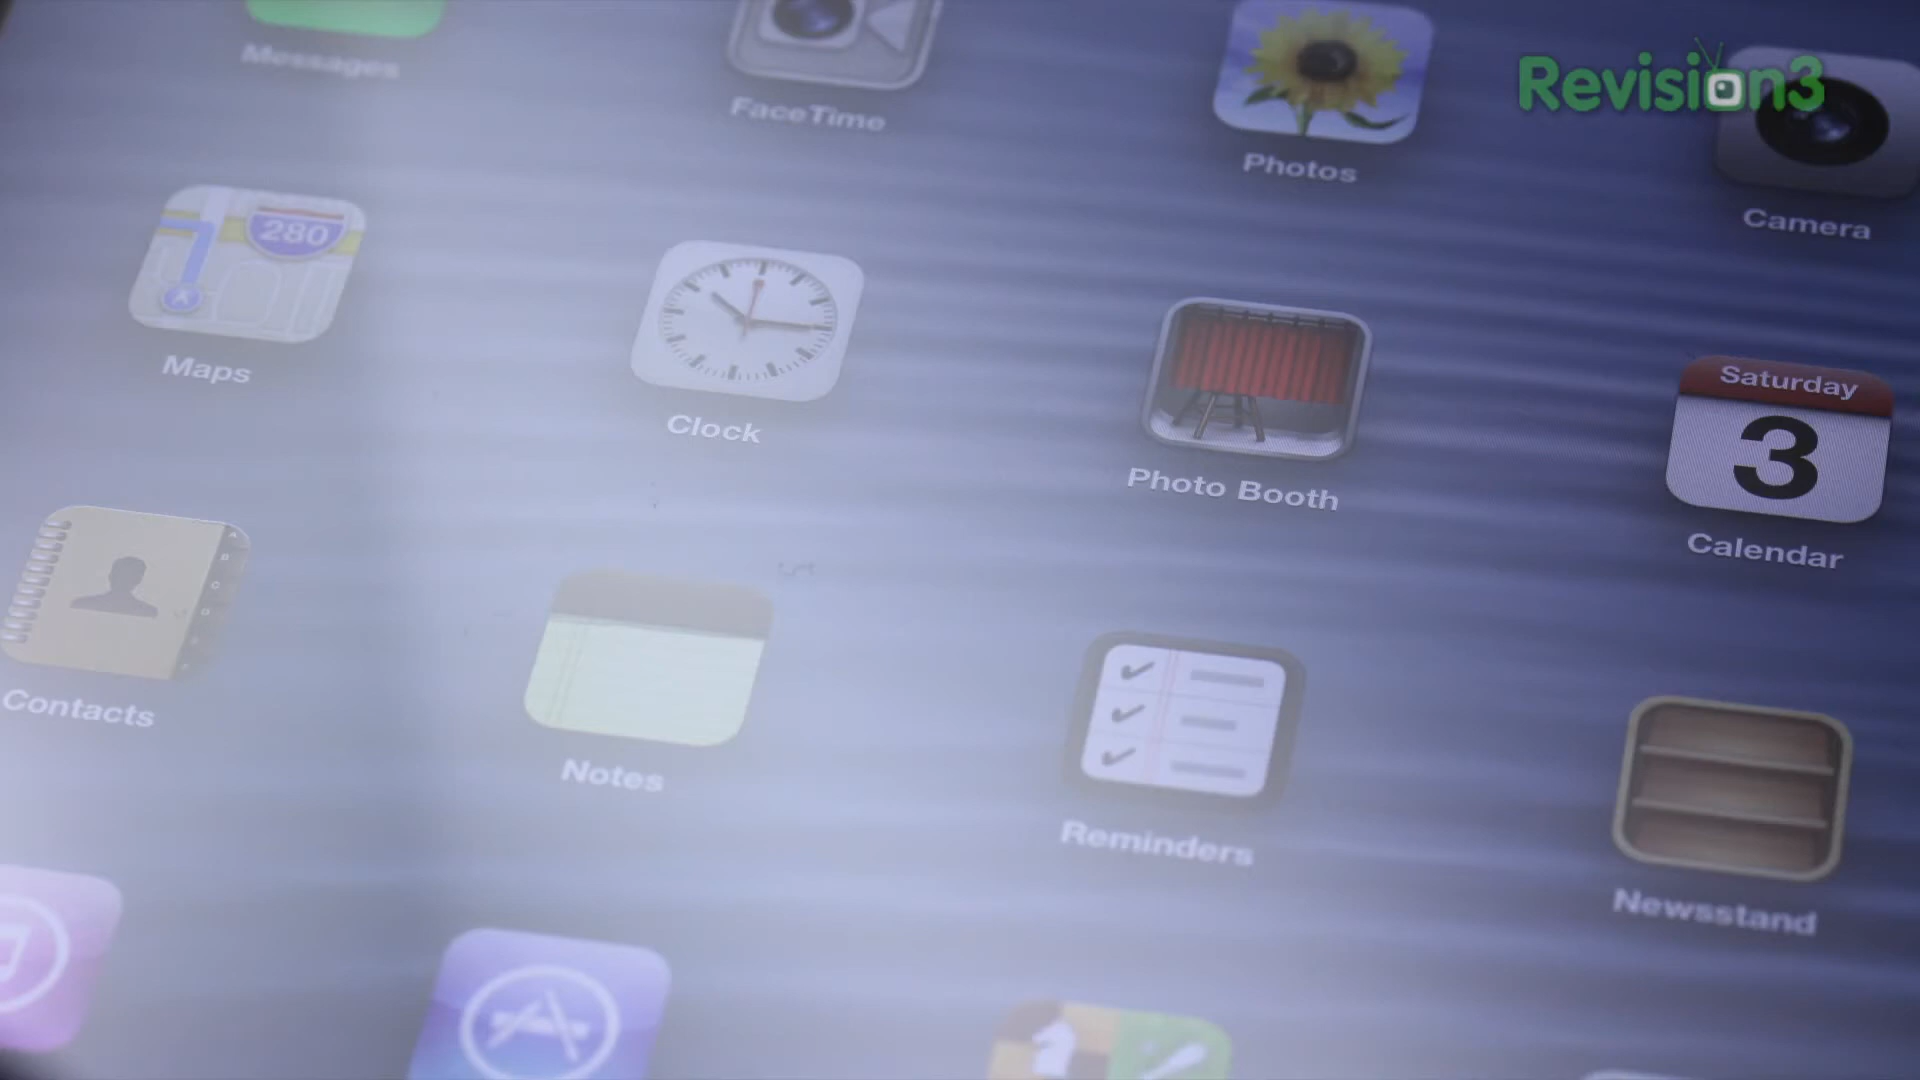 Messages
FaceTime
Photos
Revision3
Camera
280
Maps
Clock
Photo Booth
Saturday
3
Calendar
A
B
C
D
Contacts
Notes
Reminders
Newsstand